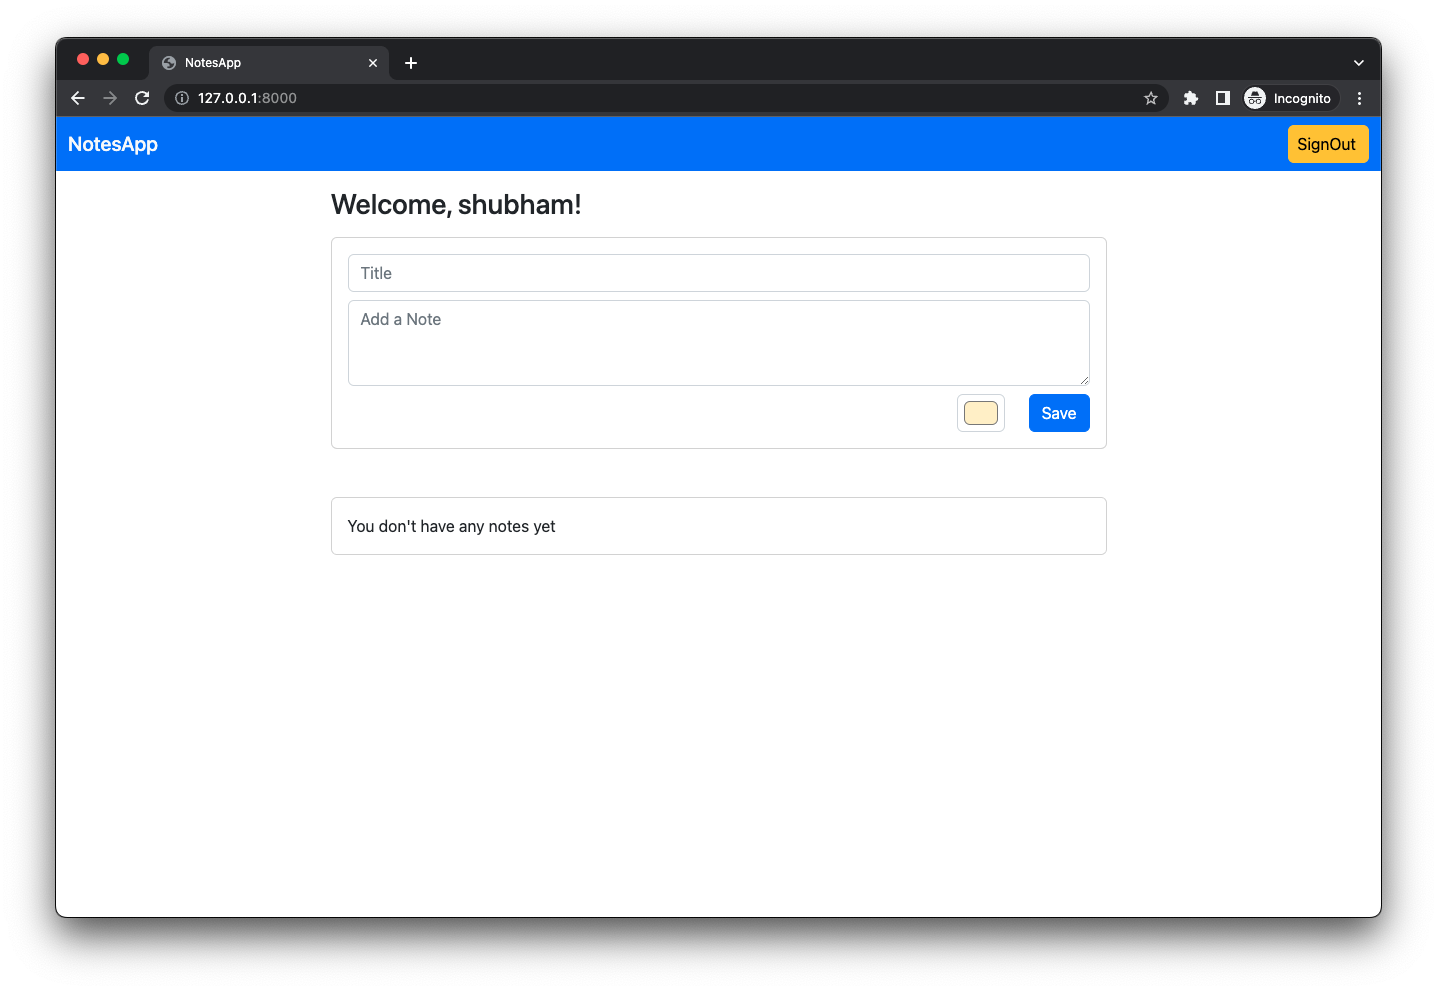 NotesApp
127.0.0.1:8000
Incognito
NotesApp
SignOut
Welcome, shubham!
Title
Add a Note
Save
You don't have any notes yet